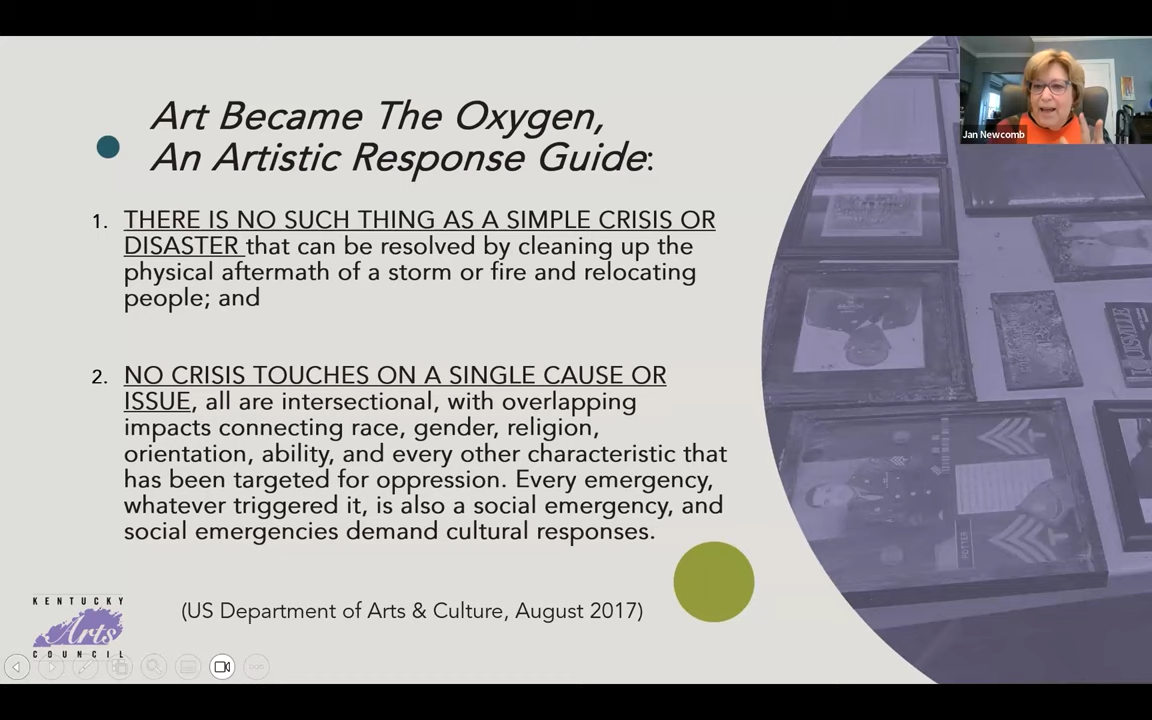 Art Became The Oxygen,
An Artistic Response Guide:
Jan Newcomb
1. THERE IS NO SUCH THING AS A SIMPLE CRISIS OR
DISASTER that can be resolved by cleaning up the
physical aftermath of a storm or fire and relocating
people; and
2. NO CRISIS TOUCHES ON A SINGLE CAUSE OR
ISSUE, all are intersectional, with overlapping
impacts connecting race, gender, religion,
orientation, ability, and every other characteristic that
has been targeted for oppression. Every emergency,
whatever triggered it, is also a social emergency, and
social emergencies demand cultural responses.
(US Department of Arts & Culture, August 2017)
KENTUCKY
Arts
COUNCIL
LOUISVILLE
POTTER